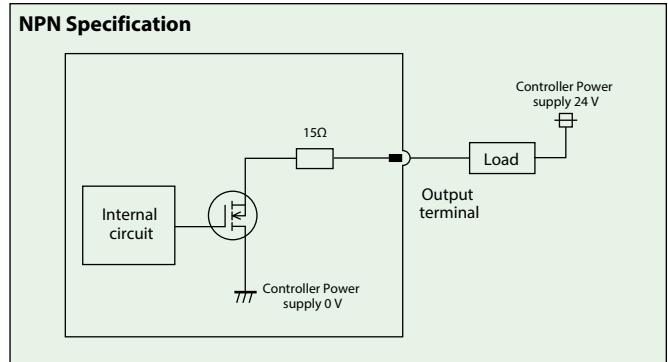 NPN Specification
Controller Power
supply 24 V
15Ω
Load
Output
terminal
Internal
circuit
Controller Power
supply 0 V